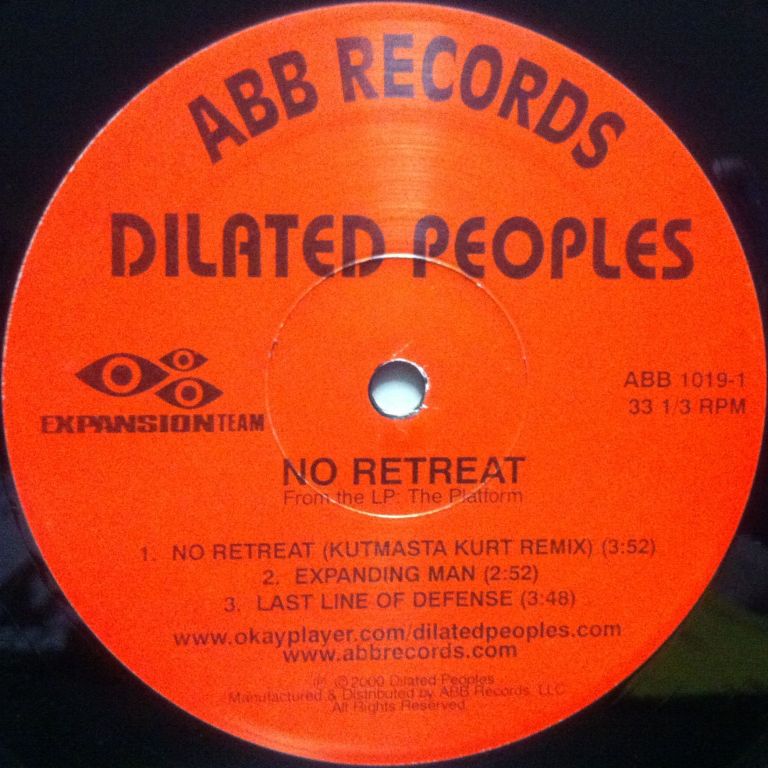 ABB RECORDS
DILATED PEOPLES
EXPANSION TEAM
ABB 1019-1
33 1/3 RPM
NO RETREAT
From the LP: The Platform
1. NO RETREAT (KUTMASTA KURT REMIX) (3:52)
2. EXPANDING MAN (2:52)
3. LAST LINE OF DEFENSE (3:48)
www.okayplayer.com/dilatedpeoples.com
www.abbrecords.com
℗ © 2000 Dilated Peoples
Manufactured & Distributed by ABB Records, LLC
All Rights Reserved